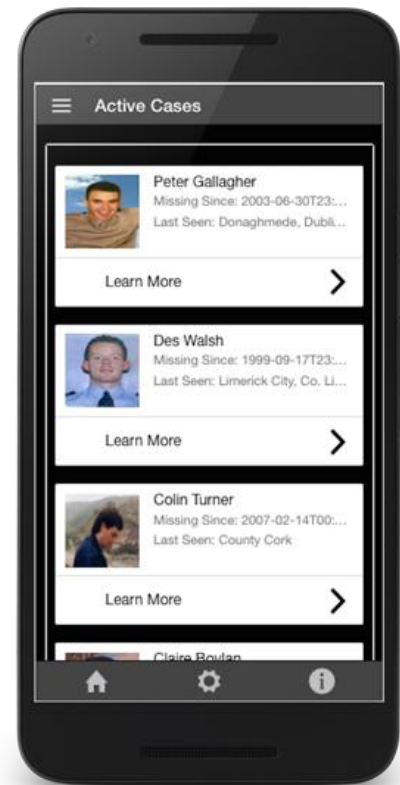 Active Cases
Peter Gallagher
Missing Since: 2003-06-30T23:...
Last Seen: Donaghmede, Dubli...
Learn More
Des Walsh
Missing Since: 1999-09-17T23:...
Last Seen: Limerick City, Co. Li...
Learn More
Colin Turner
Missing Since: 2007-02-14T00:...
Last Seen: County Cork
Learn More
Claire Boylan